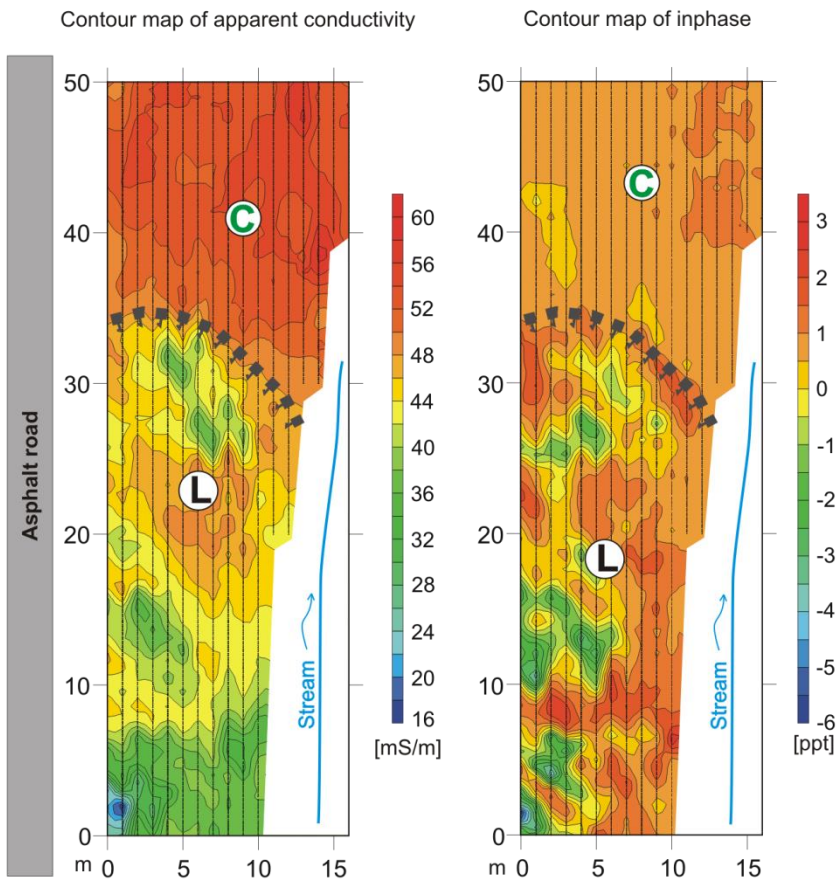 Contour map of apparent conductivity
Contour map of inphase
Asphalt road
50
40
30
20
10
0
m 0 5 10 15
C
L
Stream
60
56
52
48
44
40
36
32
28
24
20
16
[mS/m]
50
40
30
20
10
0
m 0 5 10 15
C
L
Stream
3
2
1
0
-1
-2
-3
-4
-5
-6
[ppt]